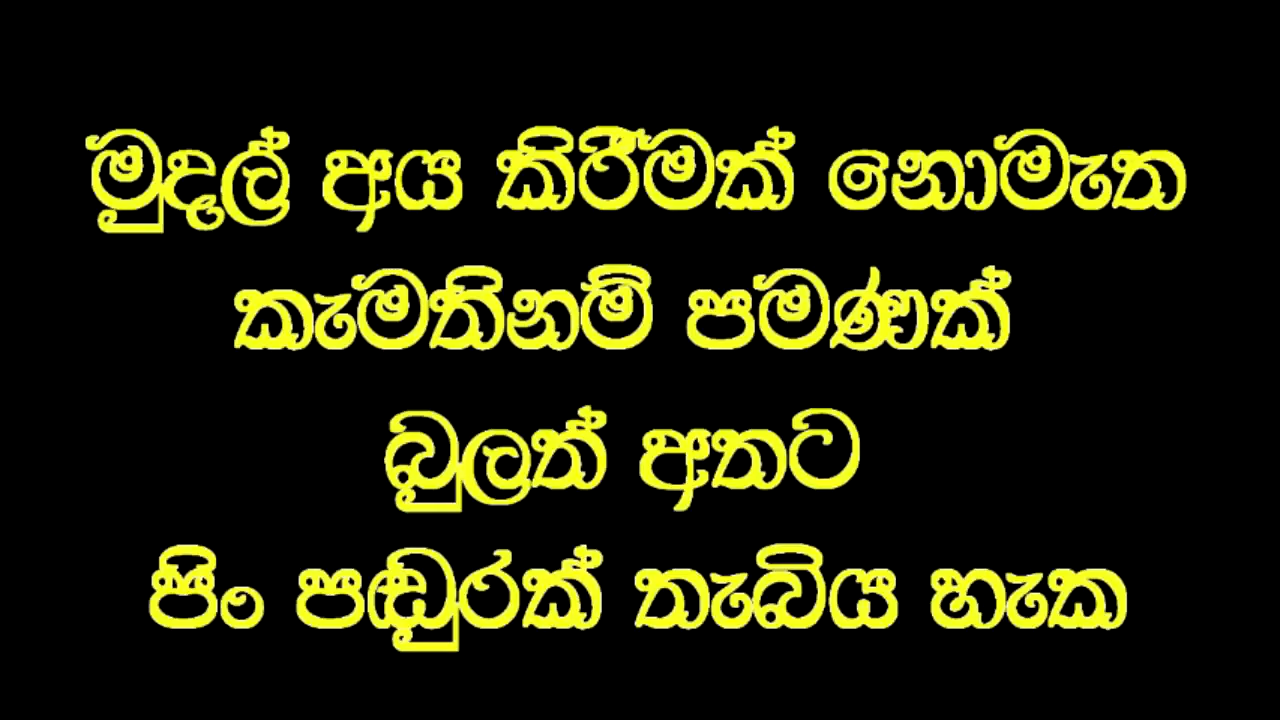 මුදල් අය කිරීමක් නොමැත
කැමතිනම් පමණක්
බුලත් අතට
පිං පඬුරක් තැබිය හැක